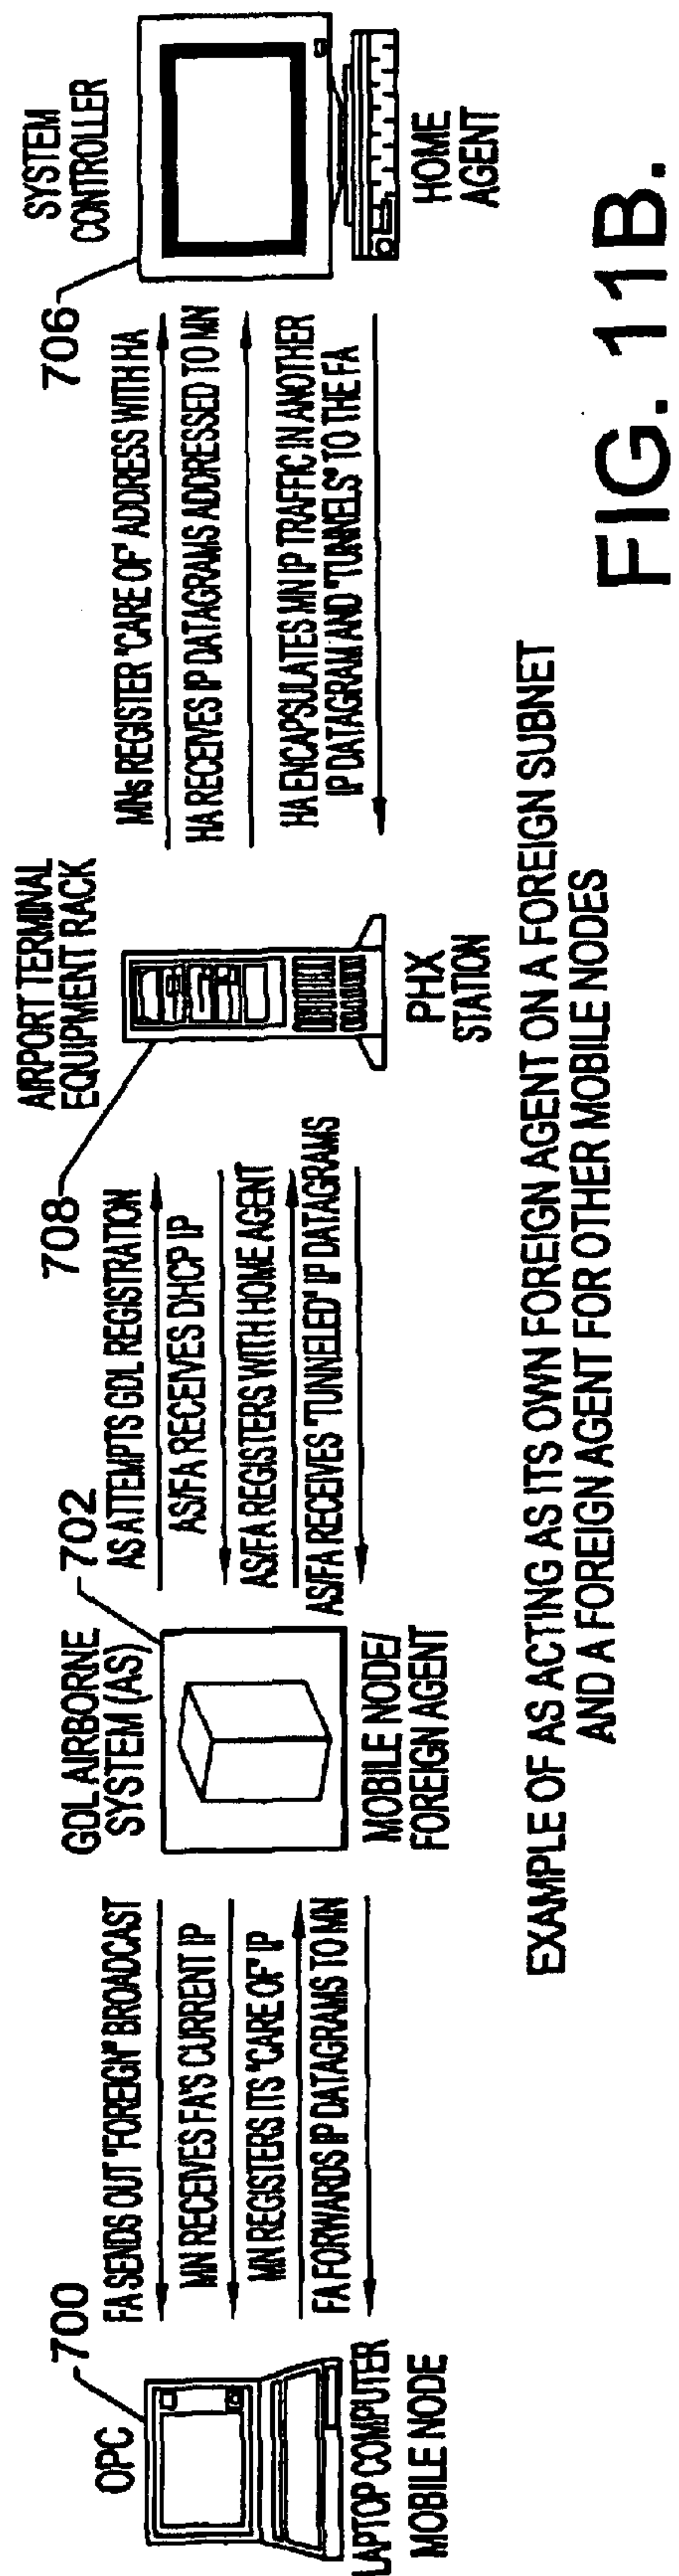 OPC
700
LAPTOP COMPUTER
MOBILE NODE
FA SENDS OUT "FOREIGN" BROADCAST
MN RECEIVES FA'S CURRENT IP
MN REGISTERS ITS "CARE OF" IP
FA FORWARDS IP DATAGRAMS TO MN
GDL AIRBORNE
SYSTEM (AS)
702
MOBILE NODE/
FOREIGN AGENT
AS ATTEMPTS GDL REGISTRATION
AS/FA RECEIVES DHCP IP
AS/FA REGISTERS WITH HOME AGENT
AS/FA RECEIVES "TUNNELED" IP DATAGRAMS
AIRPORT TERMINAL
EQUIPMENT RACK
708
PHX
STATION
MNs REGISTER "CARE OF" ADDRESS WITH HA
HA RECEIVES IP DATAGRAMS ADDRESSED TO MN
HA ENCAPSULATES MN IP TRAFFIC IN ANOTHER
IP DATAGRAM AND "TUNNELS" TO THE FA
SYSTEM
CONTROLLER
706
HOME
AGENT
EXAMPLE OF AS ACTING AS ITS OWN FOREIGN AGENT ON A FOREIGN SUBNET
AND A FOREIGN AGENT FOR OTHER MOBILE NODES
FIG. 11B.